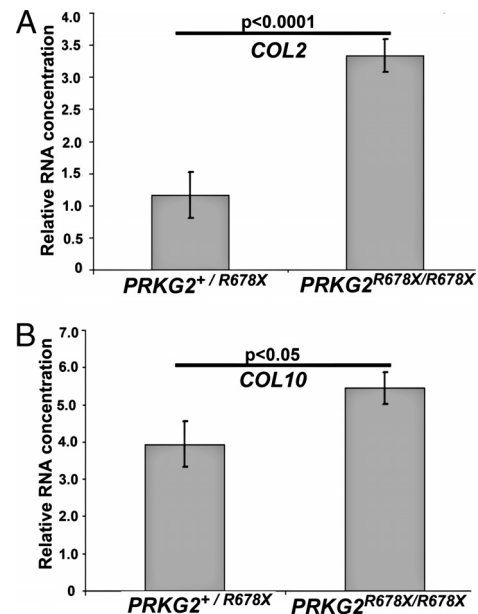 A
4.0
p<0.0001
COL2
3.5
3.0
2.5
2.0
1.5
1.0
0.5
0
Relative RNA concentration
PRKG2+/R678X PRKG2R678X/R678X
B
7.0
p<0.05
COL10
6.0
5.0
4.0
3.0
2.0
1.0
0
Relative RNA concentration
PRKG2+/R678X PRKG2R678X/R678X